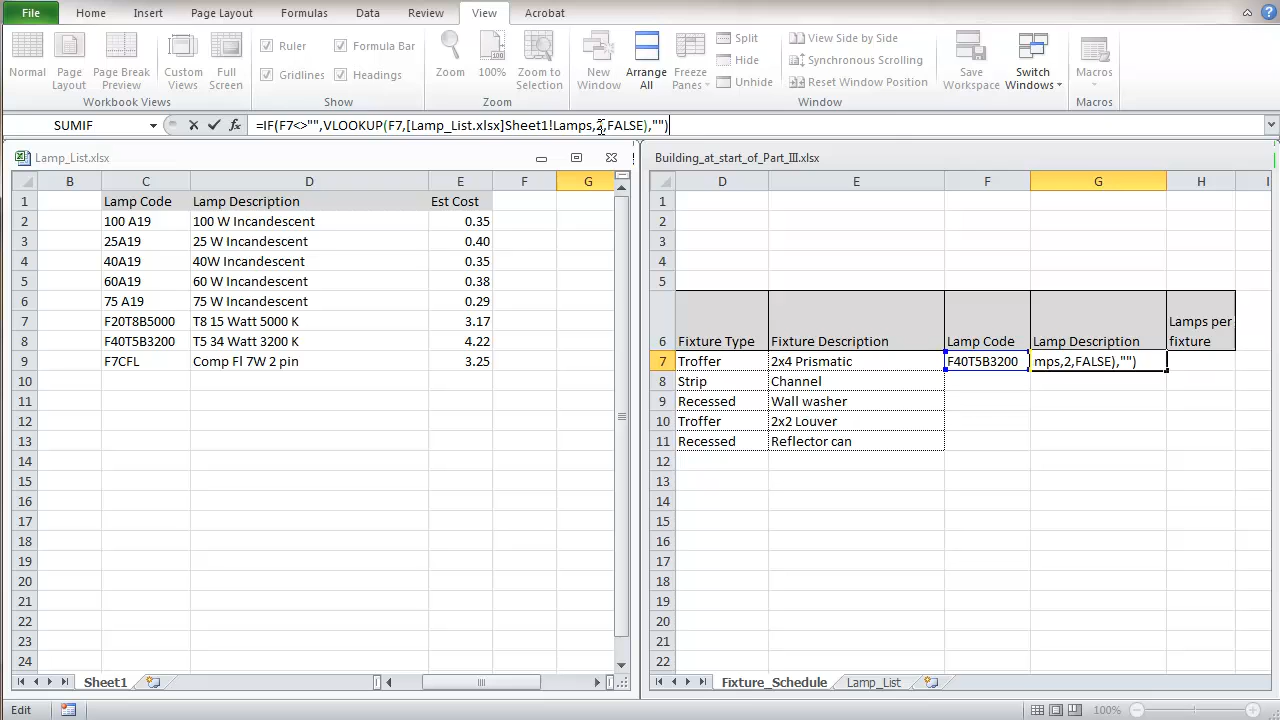 File Home Insert Page Layout Formulas Data Review View Acrobat
Normal Page Layout Page Break Preview Custom Views Full Screen
Workbook Views
Ruler Formula Bar
Gridlines Headings
Show
Zoom 100% Zoom to Selection
Zoom
New Window Arrange All Freeze Panes
Split View Side by Side
Hide Synchronous Scrolling
Unhide Reset Window Position
Window
Save Workspace Switch Windows
Macros
Macros
SUMIF fx =IF(F7<>"",VLOOKUP(F7,[Lamp_List.xlsx]Sheet1!Lamps,2,FALSE),"")
Lamp_List.xlsx
B C D E F G
1 Lamp Code Lamp Description Est Cost
2 100 A19 100 W Incandescent 0.35
3 25A19 25 W Incandescent 0.40
4 40A19 40W Incandescent 0.35
5 60A19 60 W Incandescent 0.38
6 75 A19 75 W Incandescent 0.29
7 F20T8B5000 T8 15 Watt 5000 K 3.17
8 F40T5B3200 T5 34 Watt 3200 K 4.22
9 F7CFL Comp Fl 7W 2 pin 3.25
10
11
12
13
14
15
16
17
18
19
20
21
22
23
24
Sheet1
Building_at_start_of_Part_III.xlsx
D E F G H I
1
2
3
4
5
6 Fixture Type Fixture Description Lamp Code Lamp Description Lamps per fixture
7 Troffer 2x4 Prismatic F40T5B3200 mps,2,FALSE),"")
8 Strip Channel
9 Recessed Wall washer
10 Troffer 2x2 Louver
11 Recessed Reflector can
12
13
14
15
16
17
18
19
20
21
22
Fixture_Schedule Lamp_List
Edit 100%